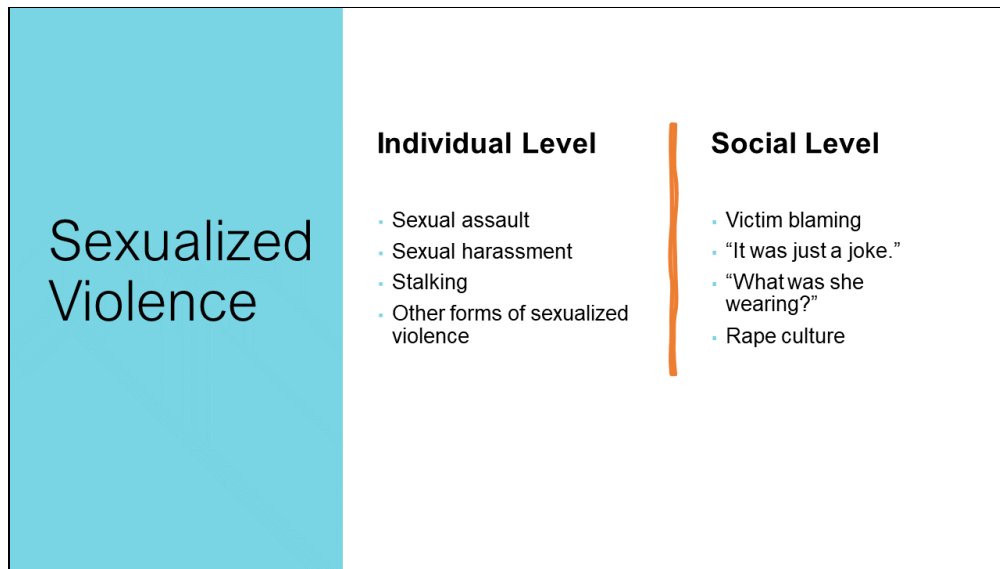 Sexualized
Violence
Individual Level
Sexual assault
Sexual harassment
Stalking
Other forms of sexualized
violence
Social Level
Victim blaming
“It was just a joke.”
“What was she
wearing?”
Rape culture